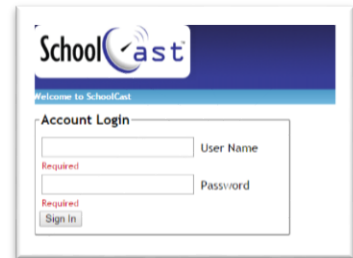 SchoolCast
Welcome to SchoolCast
Account Login
User Name
Required
Password
Required
Sign In